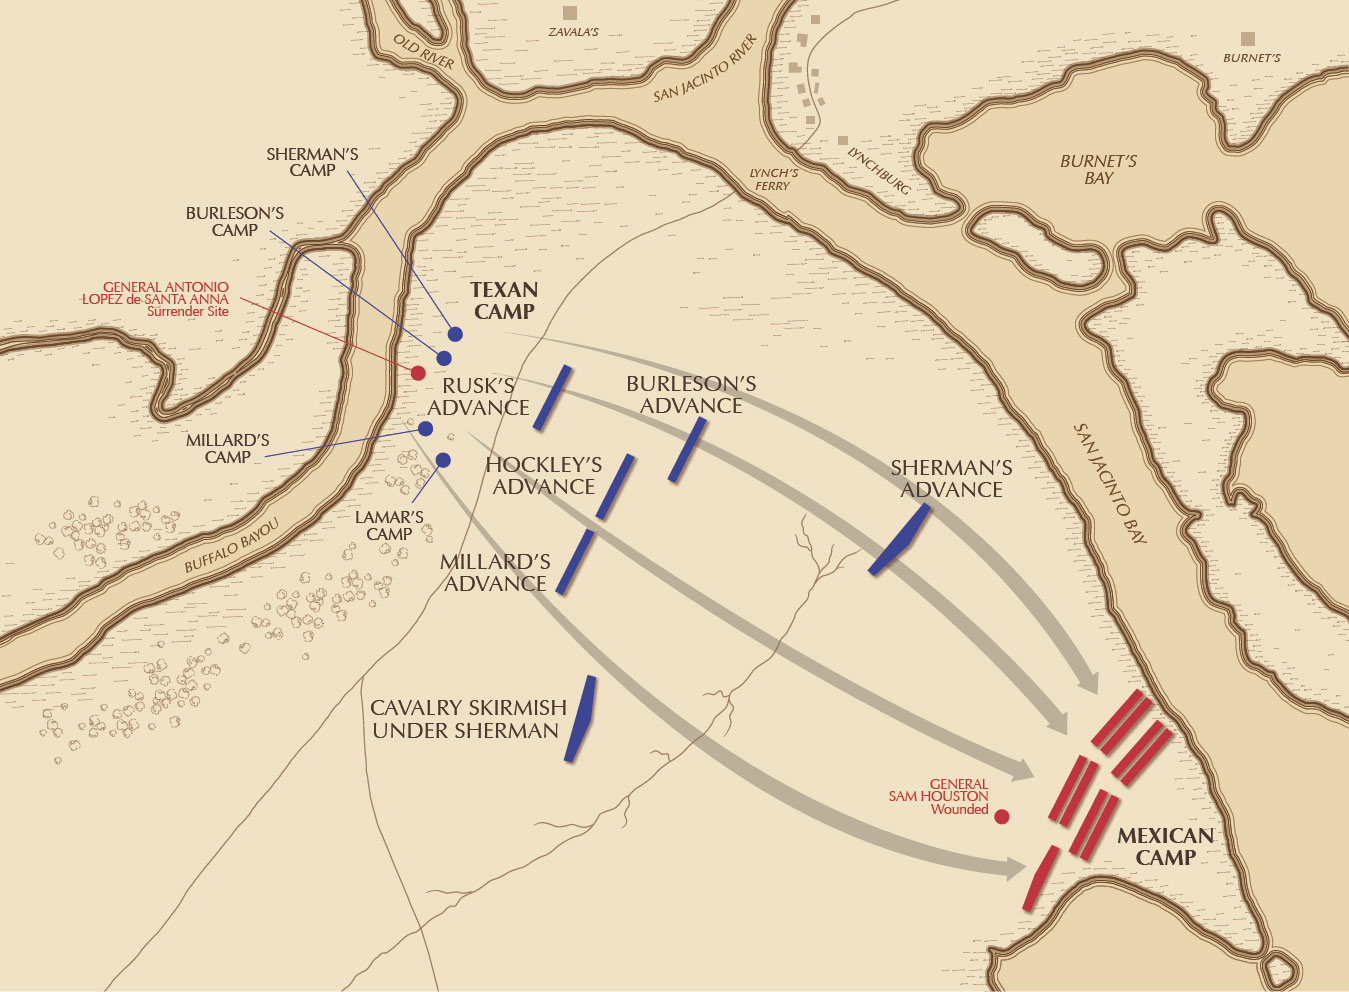 ZAVALA'S
OLD RIVER
SAN JACINTO RIVER
BURNET'S
LYNCHBURG
BURNET'S
BAY
LYNCH'S
FERRY
SHERMAN'S
CAMP
BURLESON'S
CAMP
GENERAL ANTONIO
LOPEZ de SANTA ANNA
Surrender Site
TEXAN
CAMP
RUSK'S
ADVANCE
BURLESON'S
ADVANCE
MILLARD'S
CAMP
HOCKLEY'S
ADVANCE
SHERMAN'S
ADVANCE
SAN JACINTO BAY
LAMAR'S
CAMP
BUFFALO BAYOU
MILLARD'S
ADVANCE
CAVALRY SKIRMISH
UNDER SHERMAN
GENERAL
SAM HOUSTON
Wounded
MEXICAN
CAMP